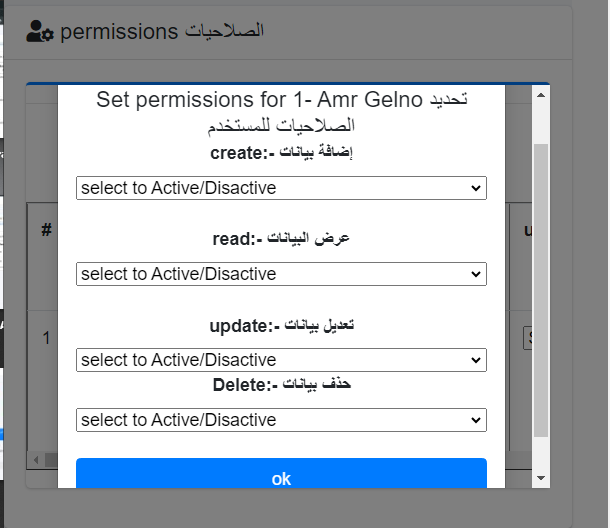 permissions الصلاحيات
Set permissions for 1- Amr Gelno تحديد
الصلاحيات للمستخدم
create:- إضافة بيانات
select to Active/Disactive
#
read:- عرض البيانات
select to Active/Disactive
update:- تعديل بيانات
1
select to Active/Disactive
Delete:- حذف بيانات
select to Active/Disactive
ok